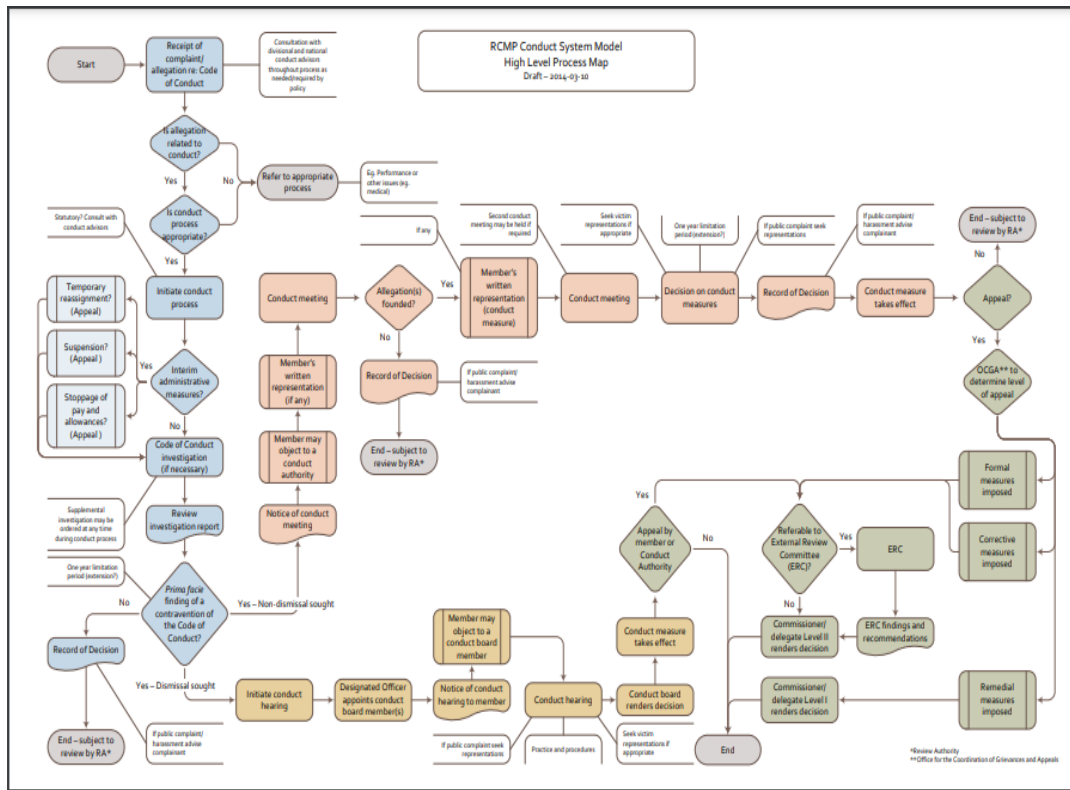 RCMP Conduct System Model
High Level Process Map
Draft – 2014-03-10
Start
Receipt of
complaint/
allegation re: Code
of Conduct
Consultation with
divisional and national
conduct advisors
throughout process as
needed/required by
policy
Is allegation
related to
conduct?
Yes
No
Refer to appropriate
process
Eg. Performance or
other issues (eg.
medical)
Is conduct
process
appropriate?
Yes
Statutory? Consult with
conduct advisors
Initiate conduct
process
Temporary
reassignment?
(Appeal)
Suspension?
(Appeal )
Stoppage of
pay and
allowances?
(Appeal )
Yes
Interim
administrative
measures?
No
Code of Conduct
investigation
(if necessary)
Supplemental
investigation may be
ordered at any time
during conduct process
Review
investigation report
One year limitation
period (extension?)
Prima facie
finding of a
contravention of
the Code of
Conduct?
No
Record of Decision
End – subject to
review by RA*
If public complaint/
harassment advise
complainant
Yes – Non-dismissal sought
Yes – Dismissal sought
Notice of conduct
meeting
Member may
object to a
conduct
authority
Member's
written
representation
(if any)
Conduct meeting
Allegation(s)
founded?
No
Record of Decision
If public complaint/
harassment advise
complainant
End – subject to
review by RA*
Yes
If any
Member's
written
representation
(conduct
measure)
Second conduct
meeting may be held if
required
Conduct meeting
Seek victim
representations if
appropriate
One year limitation
period (extension?)
If public complaint seek
representations
Decision on conduct
measures
Record of Decision
If public complaint/
harassment advise
complainant
Conduct measure
takes effect
Appeal?
No
End – subject to
review by RA*
Yes
OCGA** to
determine level
of appeal
Formal
measures
imposed
Corrective
measures
imposed
Remedial
measures
imposed
Initiate conduct
hearing
Designated Officer
appoints conduct
board member(s)
Notice of conduct
hearing to member
Member may
object to a
conduct board
member
Conduct hearing
If public complaint seek
representations
Practice and procedures
Seek victim
representations if
appropriate
Conduct board
renders decision
Conduct measure
takes effect
Appeal by
member or
Conduct
Authority
Yes
No
Referable to
External Review
Committee
(ERC)?
Yes
ERC
ERC findings and
recommendations
No
Commissioner/
delegate Level II
renders decision
Commissioner/
delegate Level I
renders decision
End
*Review Authority
**Office for the Coordination of Grievances and Appeals